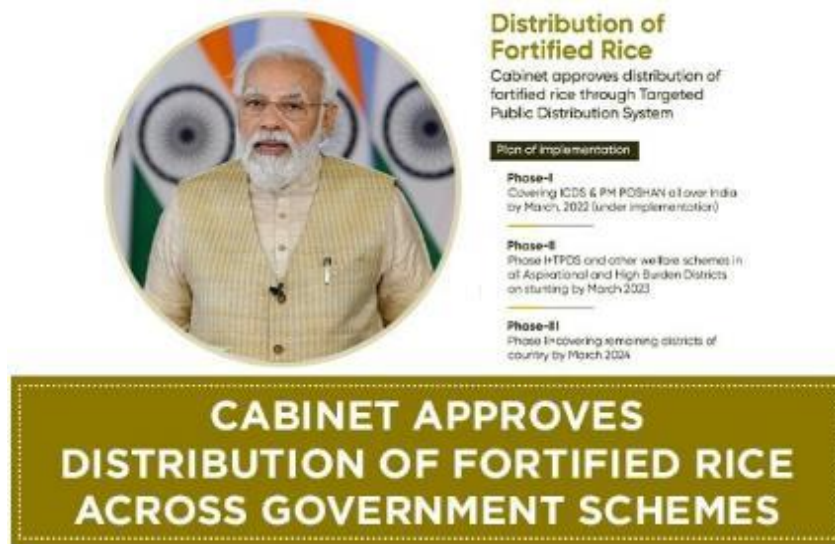 Distribution of
Fortified Rice
Cabinet approves distribution of
fortified rice through Targeted
Public Distribution System
Plan of implementation
Phase-I
Covering ICDS & PM POSHAN all over India
by March, 2022 (under implementation)
Phase-II
Phase I+TPDS and other welfare schemes in
all Aspirational and High Burden Districts
on stunting by March 2023
Phase-III
Phase II+covering remaining districts of
country by March 2024
CABINET APPROVES
DISTRIBUTION OF FORTIFIED RICE
ACROSS GOVERNMENT SCHEMES